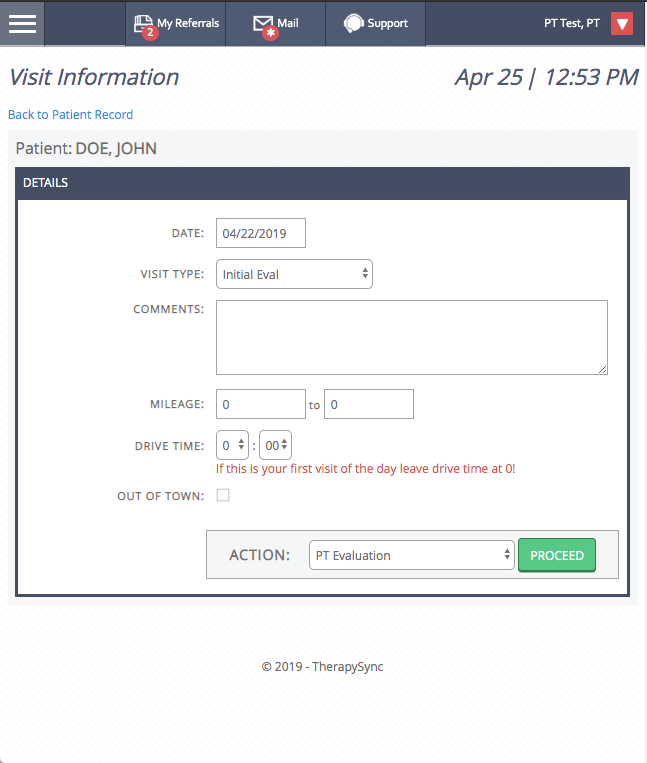 2 My Referrals Mail Support PT Test, PT
Visit Information Apr 25 | 12:53 PM
Back to Patient Record
Patient: DOE, JOHN
DETAILS
DATE: 04/22/2019
VISIT TYPE: Initial Eval
COMMENTS:
MILEAGE: 0 to 0
DRIVE TIME: 0 : 00
If this is your first visit of the day leave drive time at 0!
OUT OF TOWN:
ACTION: PT Evaluation PROCEED
© 2019 - TherapySync